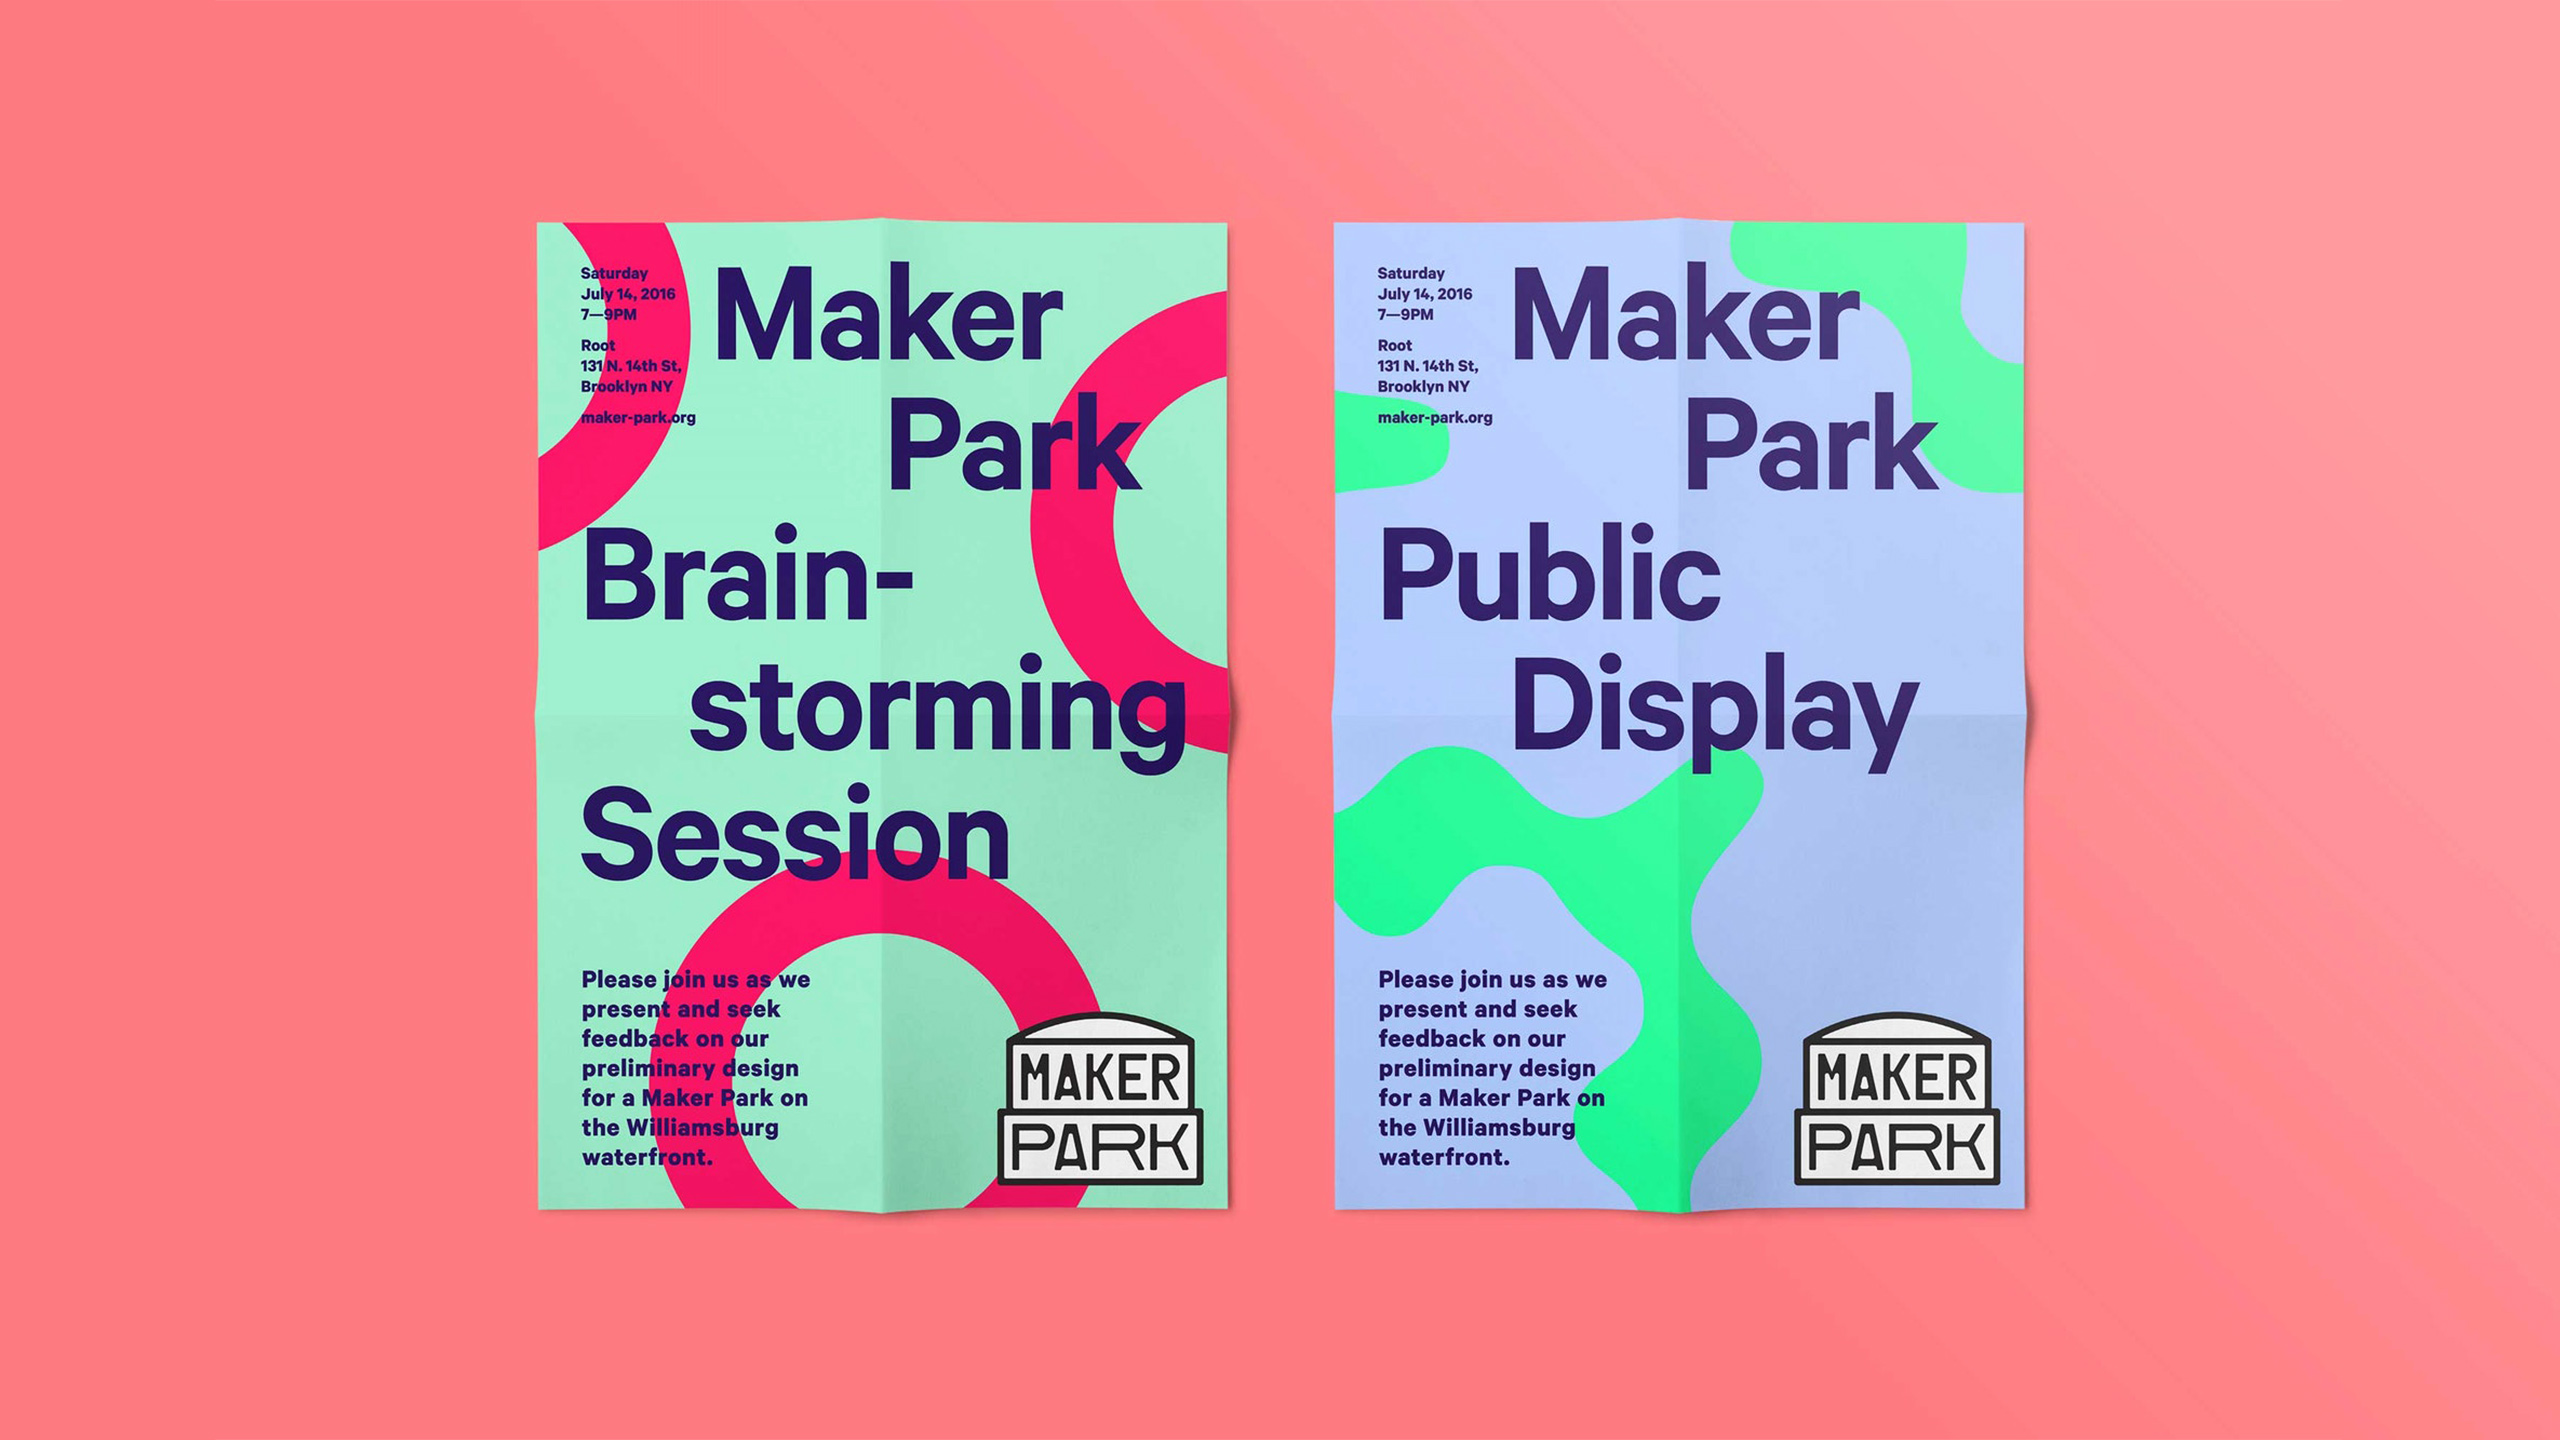 Saturday
July 14, 2016
7—9PM
Root
131 N. 14th St,
Brooklyn NY
maker-park.org
Maker
Park
Brain-
storming
Session
Please join us as we
present and seek
feedback on our
preliminary design
for a Maker Park on
the Williamsburg
waterfront.
MAKER
PARK
Saturday
July 14, 2016
7—9PM
Root
131 N. 14th St,
Brooklyn NY
maker-park.org
Maker
Park
Public
Display
Please join us as we
present and seek
feedback on our
preliminary design
for a Maker Park on
the Williamsburg
waterfront.
MAKER
PARK